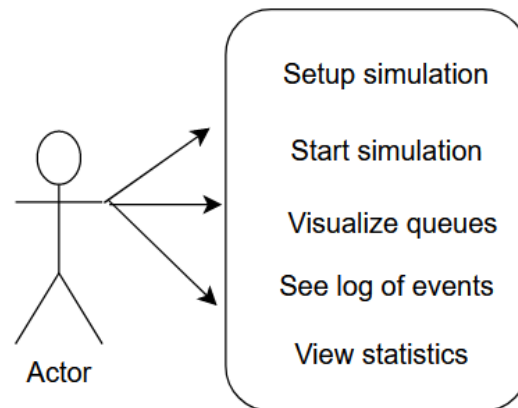 Setup simulation
Start simulation
Visualize queues
See log of events
View statistics
Actor